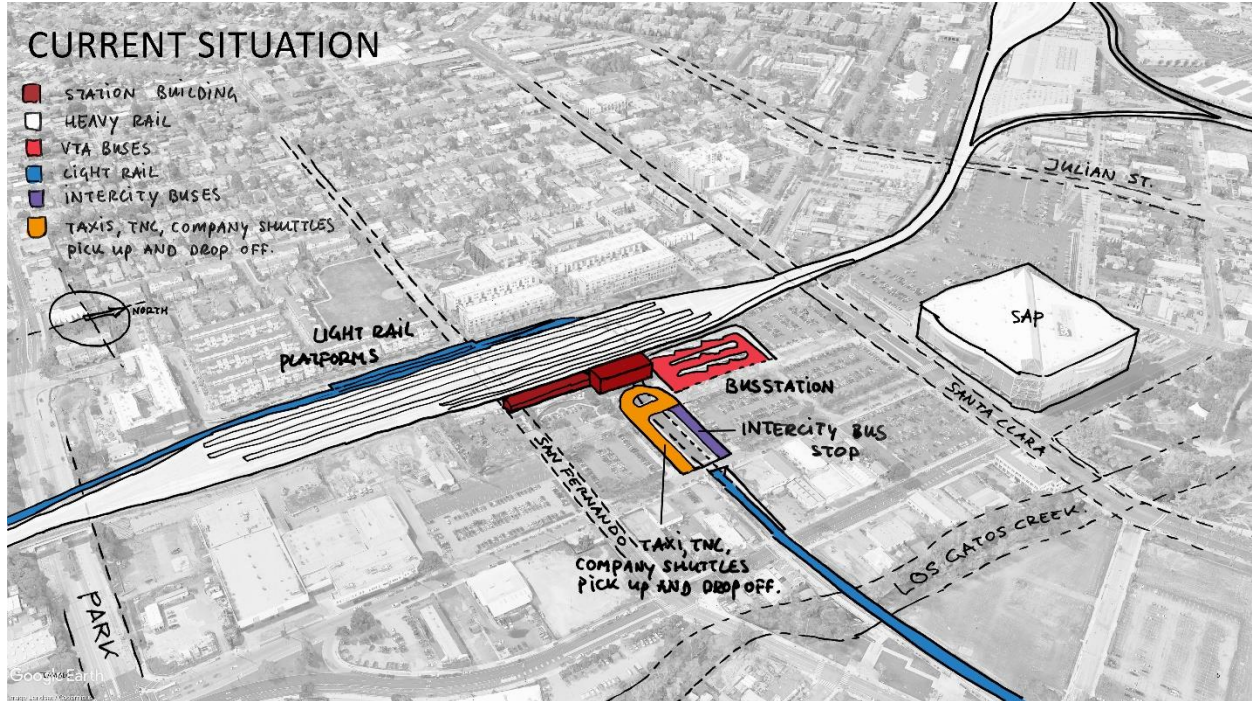 CURRENT SITUATION
STATION BUILDING
HEAVY RAIL
VTA BUSES
LIGHT RAIL
INTERCITY BUSES
TAXIS, TNC, COMPANY SHUTTLES
PICK UP AND DROP OFF.
NORTH
LIGHT RAIL
PLATFORMS
JULIAN ST.
SAP
BUSSTATION
INTERCITY BUS
STOP
SANTA CLARA
SAN FERNANDO
TAXI, TNC,
COMPANY SHUTTLES
PICK UP AND DROP OFF.
LOS GATOS CREEK
PARK
Google Earth